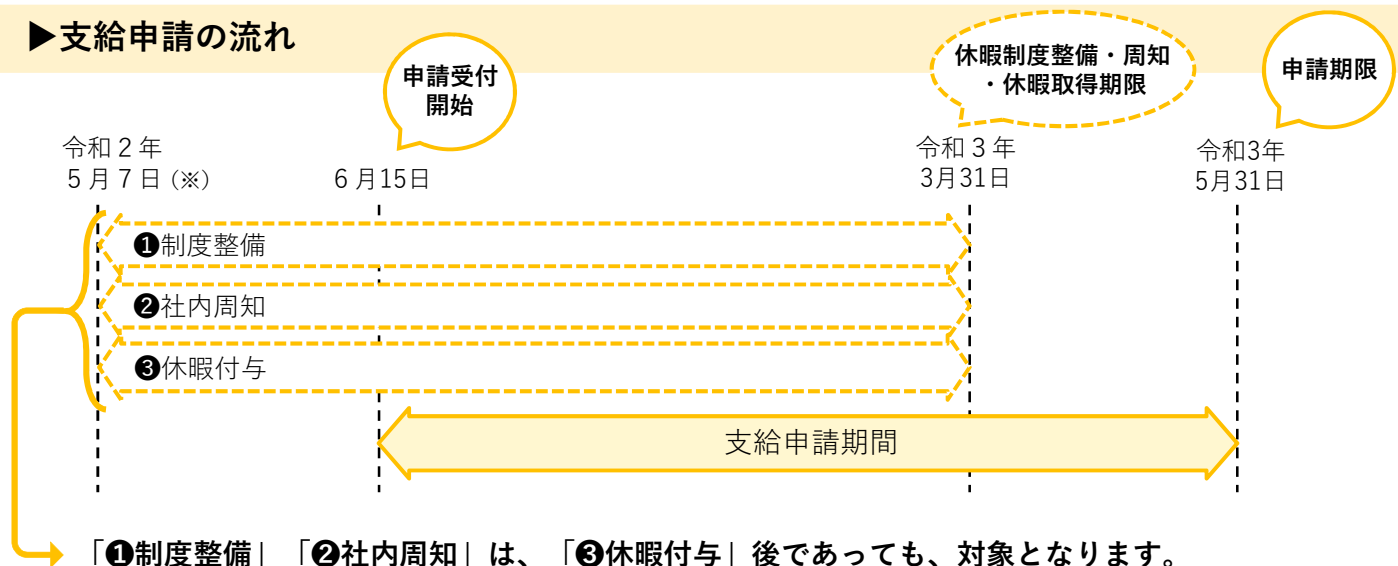 ▶支給申請の流れ
申請受付
開始
休暇制度整備・周知
・休暇取得期限
申請期限
令和２年
５月７日(※)
６月15日
令和３年
3月31日
令和3年
5月31日
❶制度整備
❷社内周知
❸休暇付与
支給申請期間
「❶制度整備」「❷社内周知」は、「❸休暇付与」後であっても、対象となります。